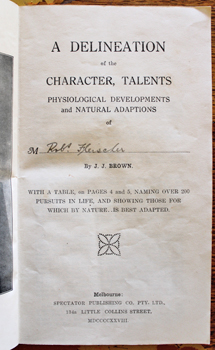 A DELINEATION
of the
CHARACTER, TALENTS
PHYSIOLOGICAL DEVELOPMENTS
and NATURAL ADAPTIONS
of
M Robt
By J. J. BROWN.
WITH A TABLE, on PAGES 4 and 5, NAMING OVER 200
PURSUITS IN LIFE, AND SHOWING THOSE FOR
WHICH BY NATURE, IS BEST ADAPTED.
Melbourne:
SPECTATOR PUBLISHING CO. PTY. LTD.,
LITTLE COLLINS STREET.